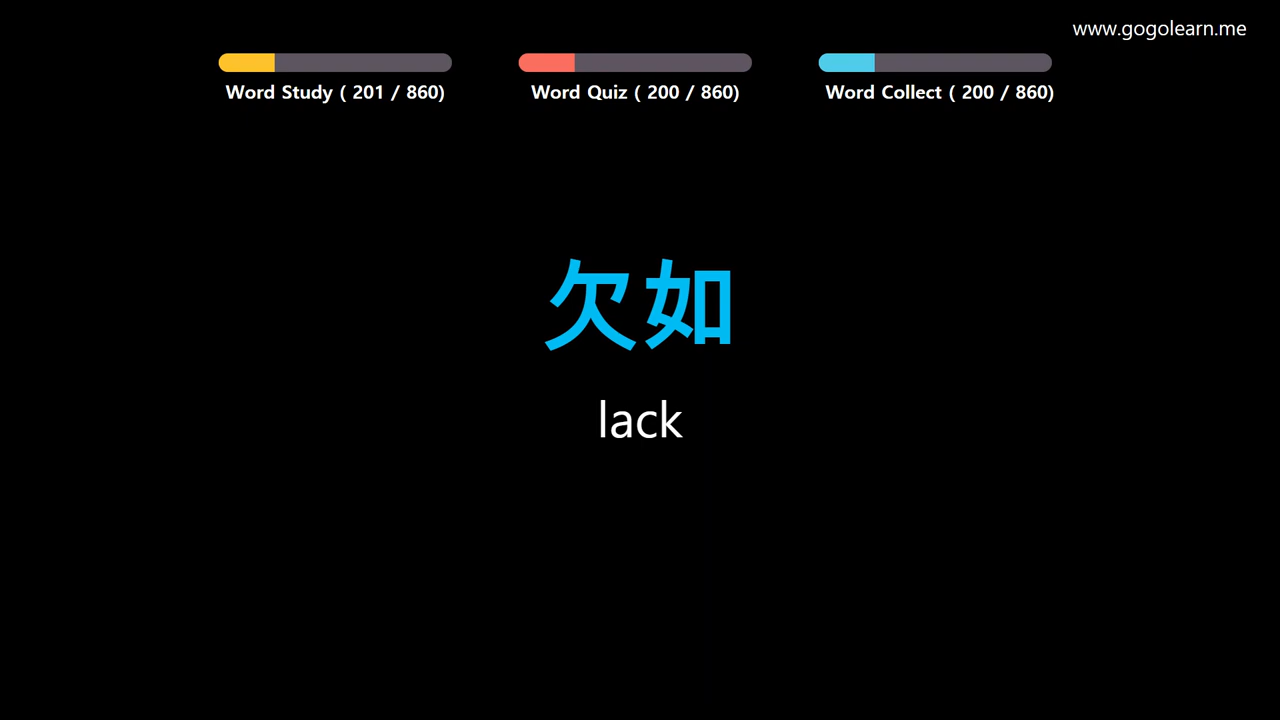 www.gogolearn.me
Word Study ( 201 / 860)
Word Quiz ( 200 / 860)
Word Collect ( 200 / 860)
欠如
lack